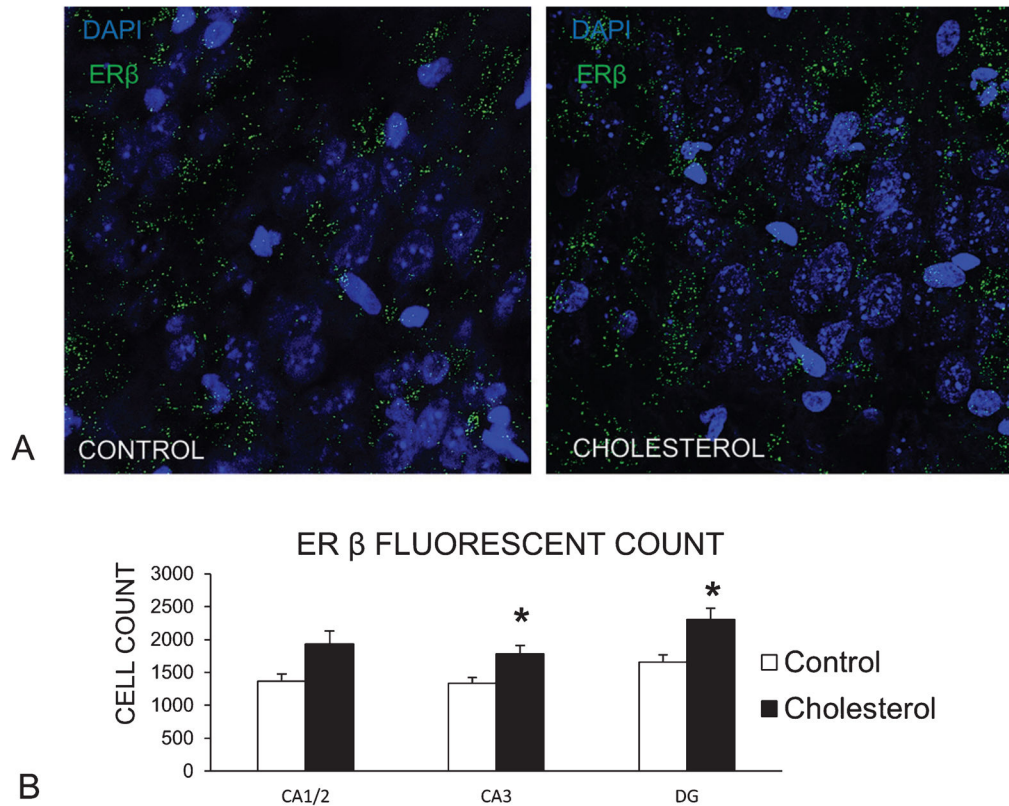 DAPI
ERβ
CONTROL
DAPI
ERβ
CHOLESTEROL
A
ER β FLUORESCENT COUNT
CELL COUNT
3000
2500
2000
1500
1000
500
0
*
*
Control
Cholesterol
CA1/2 CA3 DG
B